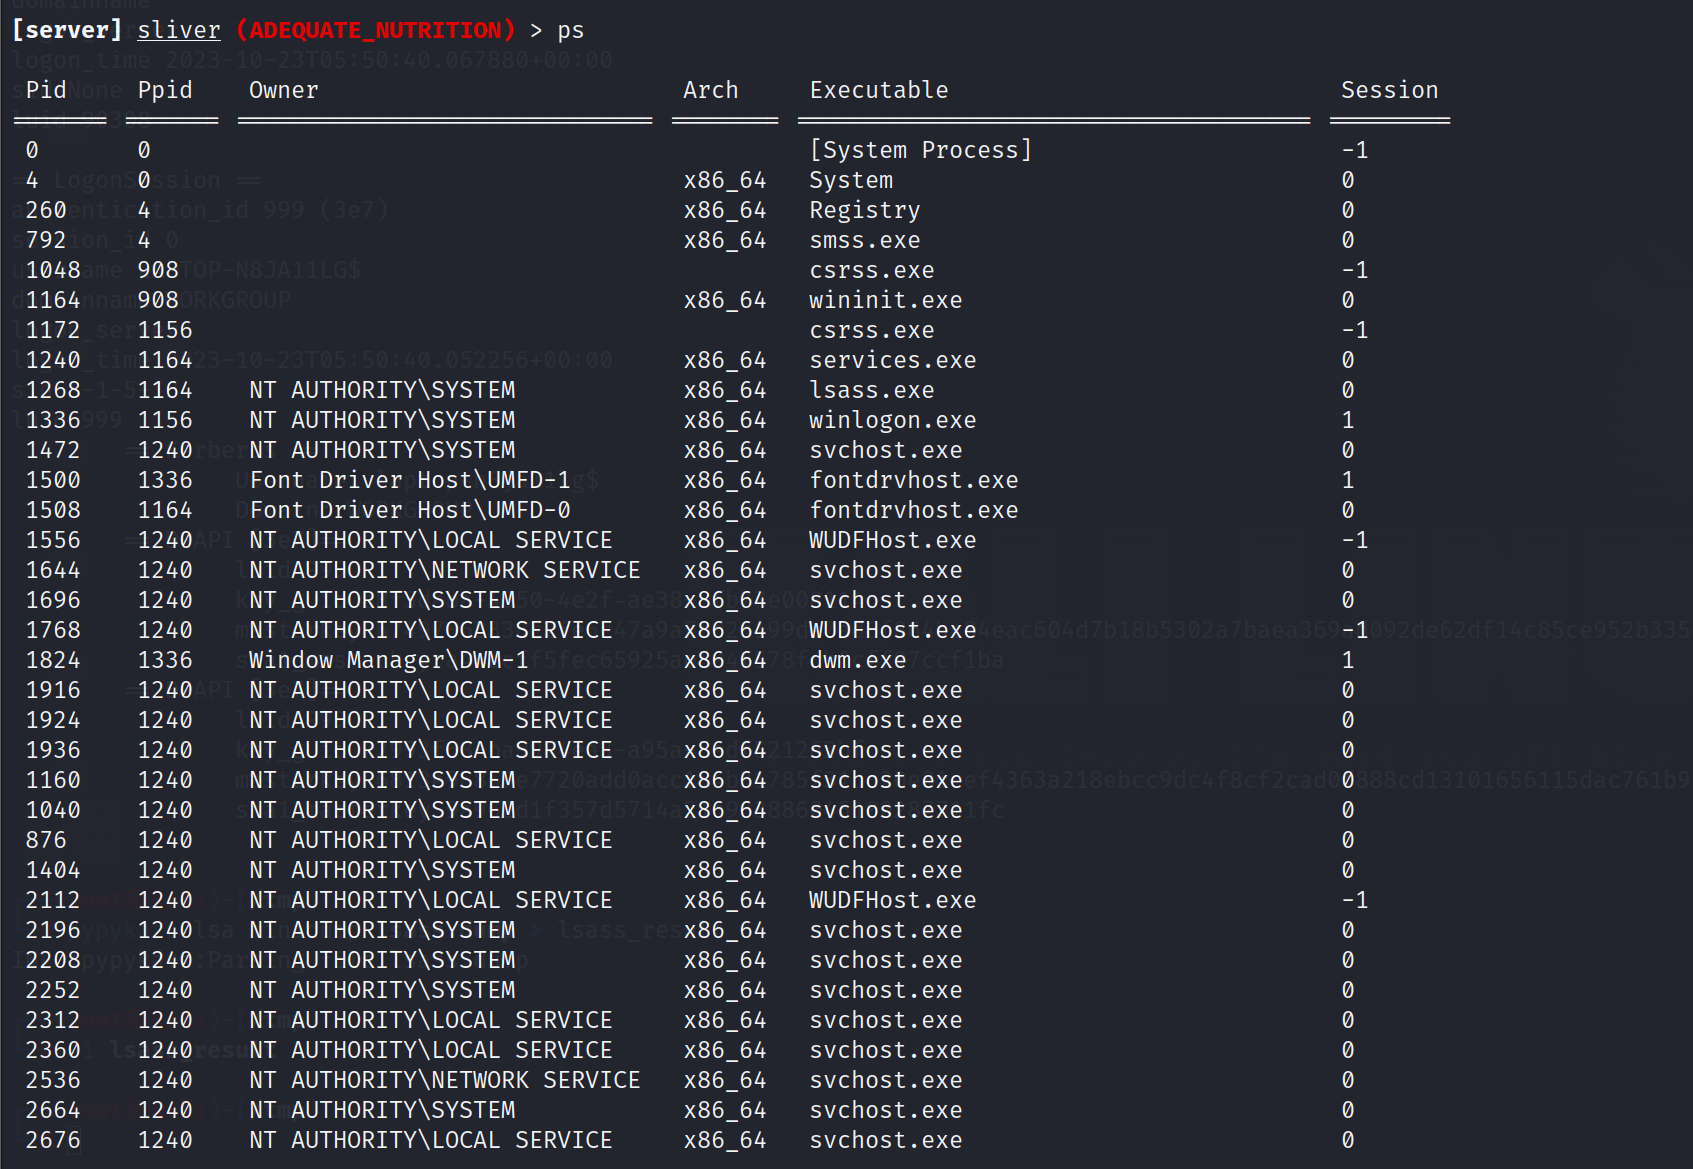 [server] sliver (ADEQUATE_NUTRITION) > ps
Pid Ppid Owner Arch Executable Session
0 0 [System Process] -1
4 0 x86_64 System 0
260 4 x86_64 Registry 0
792 4 x86_64 smss.exe 0
1048 908 csrss.exe -1
1164 908 x86_64 wininit.exe 0
1172 1156 csrss.exe -1
1240 1164 x86_64 services.exe 0
1268 1164 NT AUTHORITY\SYSTEM x86_64 lsass.exe 0
1336 1156 NT AUTHORITY\SYSTEM x86_64 winlogon.exe 1
1472 1240 NT AUTHORITY\SYSTEM x86_64 svchost.exe 0
1500 1336 Font Driver Host\UMFD-1 x86_64 fontdrvhost.exe 1
1508 1164 Font Driver Host\UMFD-0 x86_64 fontdrvhost.exe 0
1556 1240 NT AUTHORITY\LOCAL SERVICE x86_64 WUDFHost.exe -1
1644 1240 NT AUTHORITY\NETWORK SERVICE x86_64 svchost.exe 0
1696 1240 NT AUTHORITY\SYSTEM x86_64 svchost.exe 0
1768 1240 NT AUTHORITY\LOCAL SERVICE x86_64 WUDFHost.exe -1
1824 1336 Window Manager\DWM-1 x86_64 dwm.exe 1
1916 1240 NT AUTHORITY\LOCAL SERVICE x86_64 svchost.exe 0
1924 1240 NT AUTHORITY\LOCAL SERVICE x86_64 svchost.exe 0
1936 1240 NT AUTHORITY\LOCAL SERVICE x86_64 svchost.exe 0
1160 1240 NT AUTHORITY\SYSTEM x86_64 svchost.exe 0
1040 1240 NT AUTHORITY\SYSTEM x86_64 svchost.exe 0
876 1240 NT AUTHORITY\LOCAL SERVICE x86_64 svchost.exe 0
1404 1240 NT AUTHORITY\SYSTEM x86_64 svchost.exe 0
2112 1240 NT AUTHORITY\LOCAL SERVICE x86_64 WUDFHost.exe -1
2196 1240 NT AUTHORITY\SYSTEM x86_64 svchost.exe 0
2208 1240 NT AUTHORITY\SYSTEM x86_64 svchost.exe 0
2252 1240 NT AUTHORITY\SYSTEM x86_64 svchost.exe 0
2312 1240 NT AUTHORITY\LOCAL SERVICE x86_64 svchost.exe 0
2360 1240 NT AUTHORITY\LOCAL SERVICE x86_64 svchost.exe 0
2536 1240 NT AUTHORITY\NETWORK SERVICE x86_64 svchost.exe 0
2664 1240 NT AUTHORITY\SYSTEM x86_64 svchost.exe 0
2676 1240 NT AUTHORITY\LOCAL SERVICE x86_64 svchost.exe 0